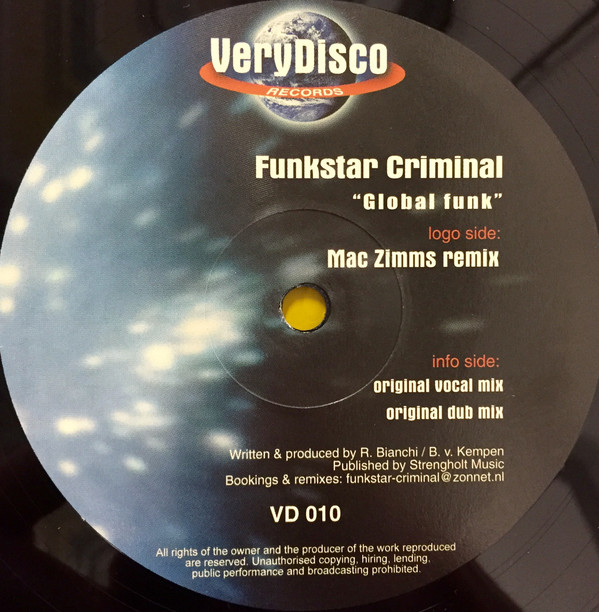 VeryDisco
RECORDS
Funkstar Criminal
“Global funk”
logo side:
Mac Zimms remix
info side:
original vocal mix
original dub mix
Written & produced by R. Bianchi / B. v. Kempen
Published by Strengholt Music
Bookings & remixes: funkstar-criminal@zonnet.nl
VD 010
All rights of the owner and the producer of the work reproduced
are reserved. Unauthorised copying, hiring, lending,
public performance and broadcasting prohibited.